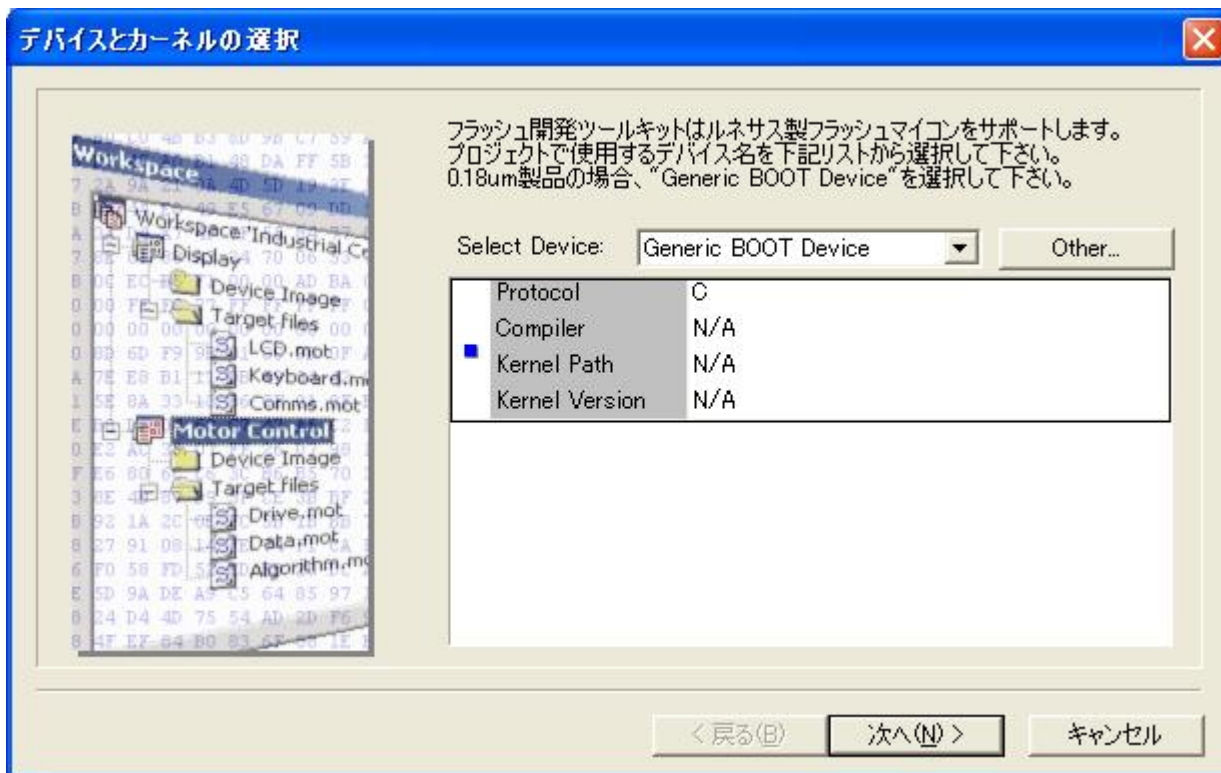 デバイスとカーネルの選択
フラッシュ開発ツールキットはルネサス製フラッシュマイコンをサポートします。
プロジェクトで使用するデバイス名を下記リストから選択して下さい。
0.18um製品の場合、“Generic BOOT Device”を選択して下さい。
Select Device:
Generic BOOT Device
Other...
Protocol C
Compiler N/A
Kernel Path N/A
Kernel Version N/A
Workspace
Workspace 'Industrial Co
Display
Device Image
Target files
LCD.mot
Keyboard.mo
Comms.mot
Motor Control
Device Image
Target files
Drive.mot
Data.mot
Algorithm.mo
< 戻る(B)
次へ(N) >
キャンセル